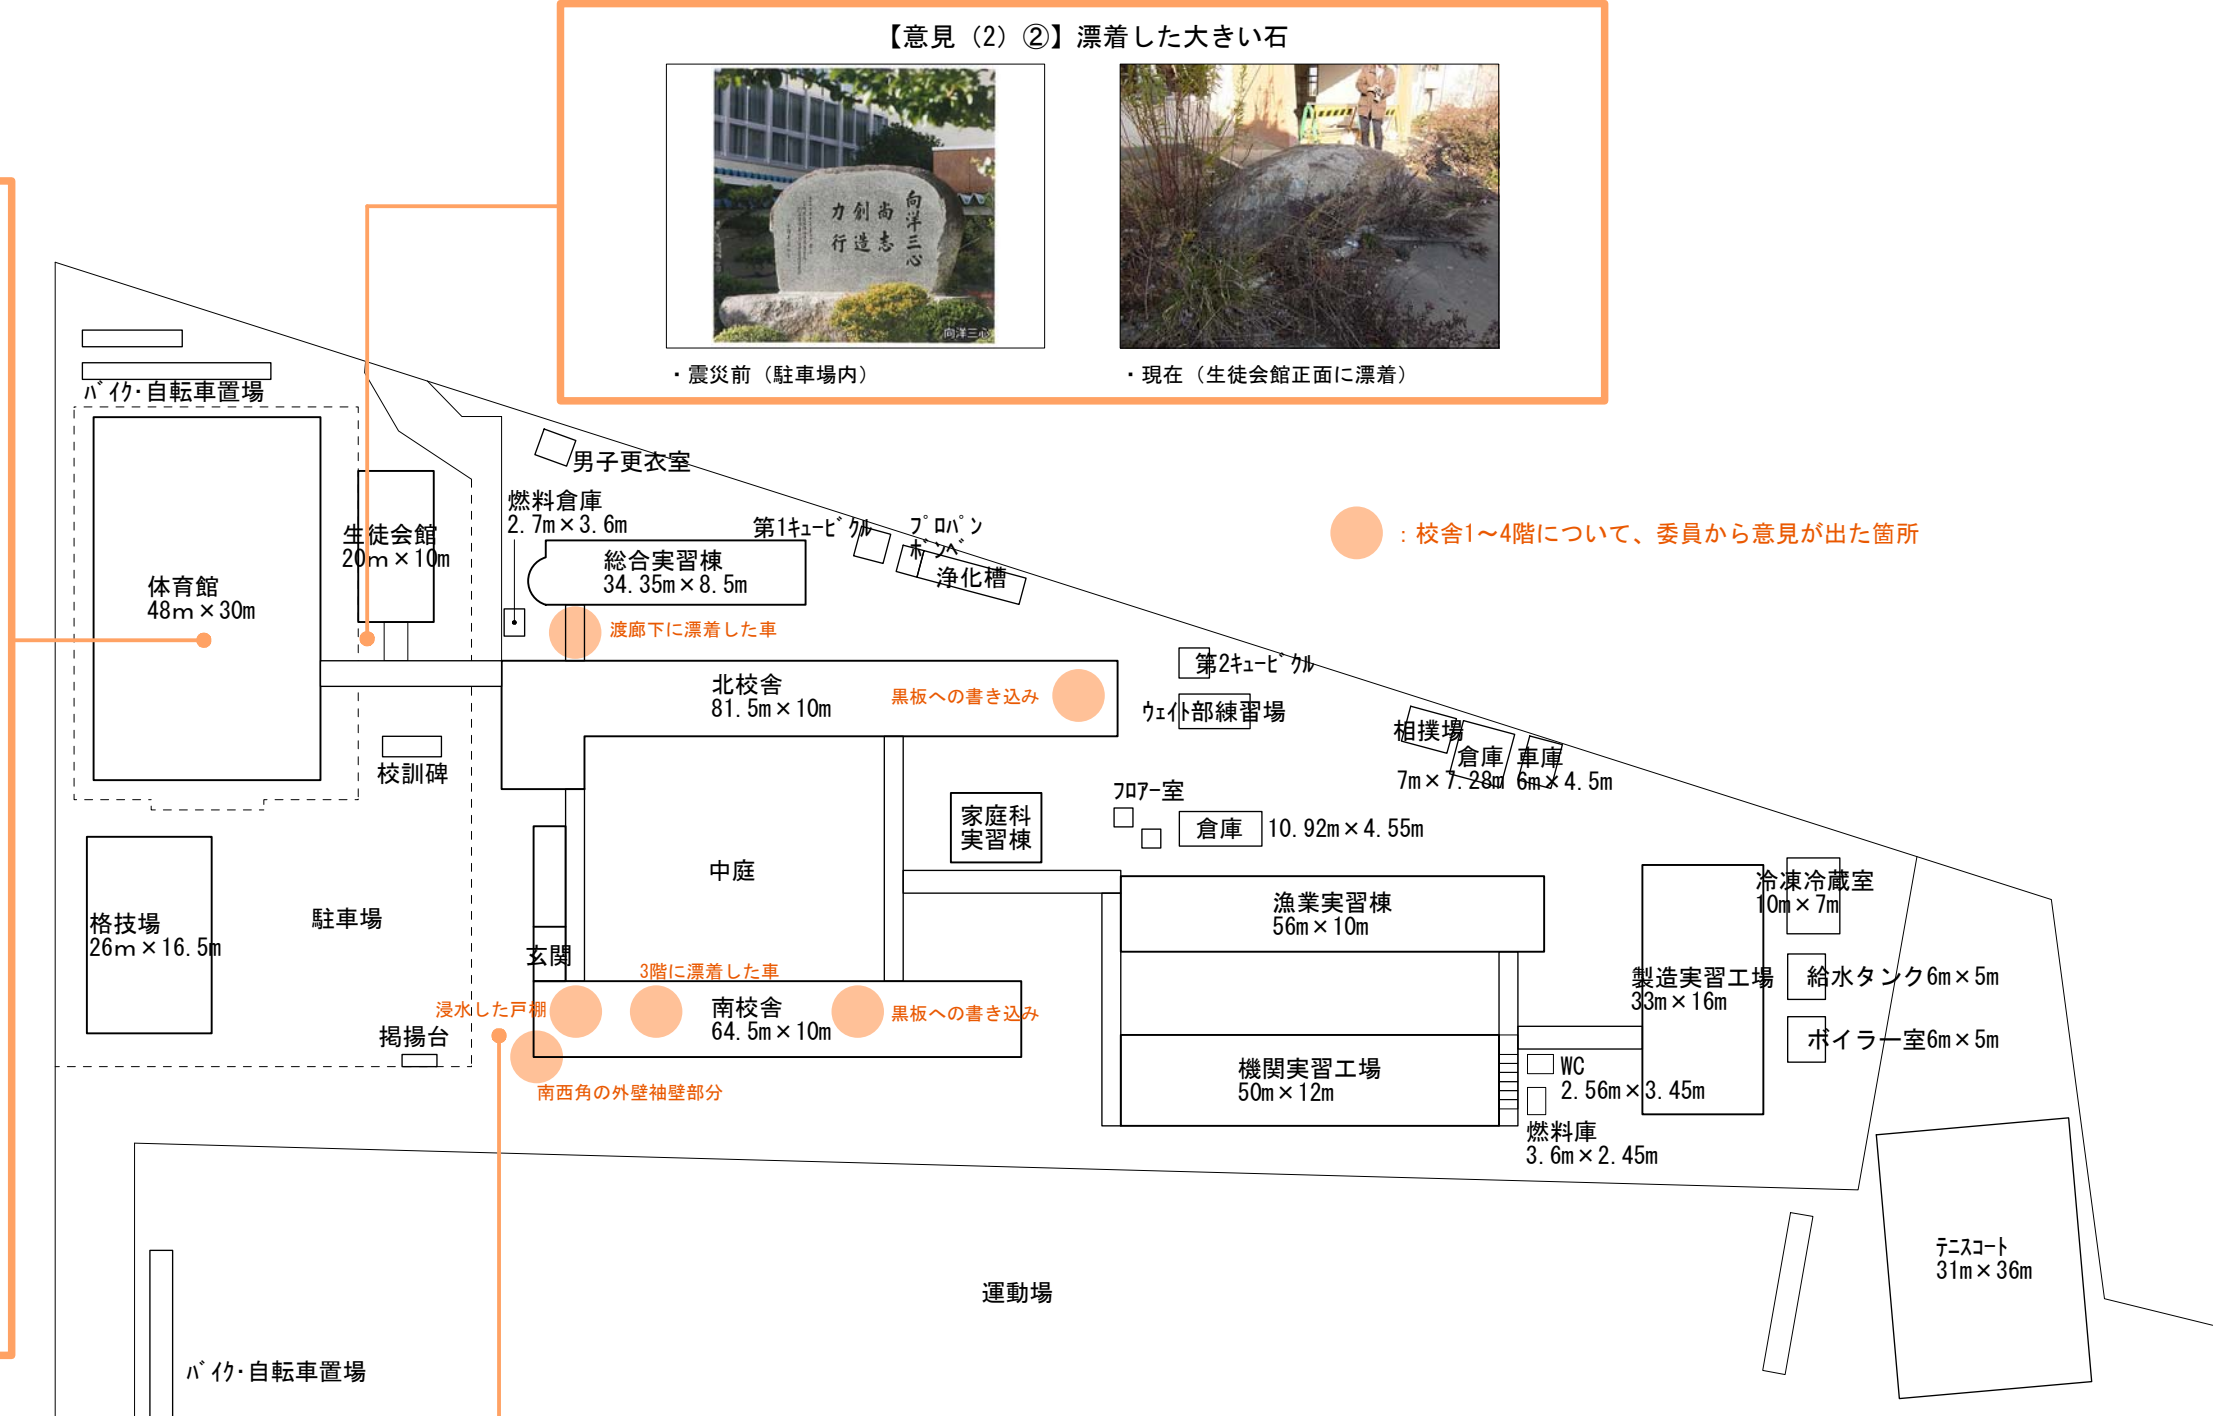 【意見（2）②】漂着した大きい石
向洋三心
尚志
創造
力行
向洋三心
・震災前（駐車場内）
・現在（生徒会館正面に漂着）
ﾊﾞｲｸ･自転車置場
男子更衣室
燃料倉庫
2.7m×3.6m
第1ｷｭｰﾋﾞｸﾙ
ﾌﾟﾛﾊﾟﾝ
ﾎﾞﾝﾍﾞ
浄化槽
：校舎1～4階について、委員から意見が出た箇所
生徒会館
20ｍ×10m
総合実習棟
34.35m×8.5m
体育館
48ｍ×30m
渡廊下に漂着した車
北校舎
81.5m×10m
黒板への書き込み
第2ｷｭｰﾋﾞｸﾙ
ｳｪｲﾄ部練習場
相撲場
倉庫
7m×7.28m
車庫
6m×4.5m
校訓碑
ﾌﾛｱｰ室
倉庫
10.92m×4.55m
家庭科
実習棟
中庭
漁業実習棟
56m×10m
冷凍冷蔵室
10m×7m
格技場
26ｍ×16.5m
駐車場
玄関
3階に漂着した車
製造実習工場
33m×16m
給水タンク6m×5m
浸水した戸棚
南校舎
64.5m×10m
黒板への書き込み
掲揚台
ボイラー室6m×5m
機関実習工場
50m×12m
WC
2.56m×3.45m
南西角の外壁袖壁部分
燃料庫
3.6m×2.45m
ﾃﾆｽｺｰﾄ
31m×36m
運動場
ﾊﾞｲｸ･自転車置場